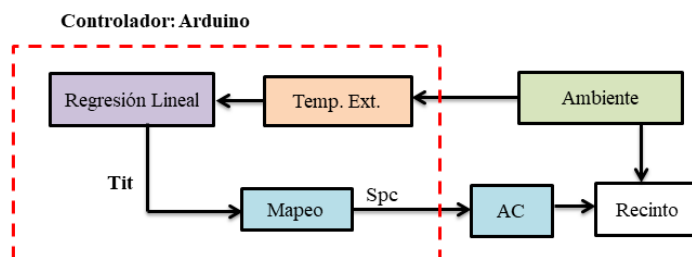 Controlador: Arduino
Regresión Lineal
Temp. Ext.
Ambiente
Tit
Mapeo
Spc
AC
Recinto